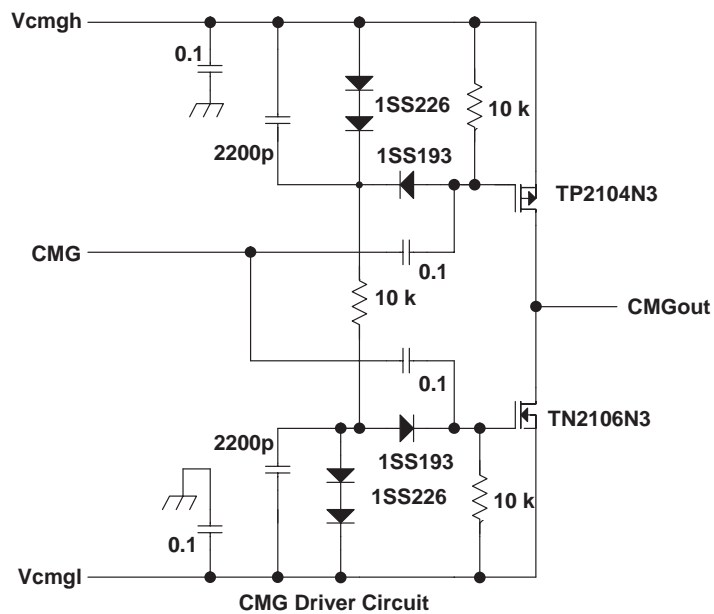 Vcmgh
0.1
1SS226
10 k
2200p
1SS193
TP2104N3
CMG
0.1
10 k
CMGout
0.1
TN2106N3
2200p
1SS193
1SS226
10 k
0.1
Vcmgl
CMG Driver Circuit